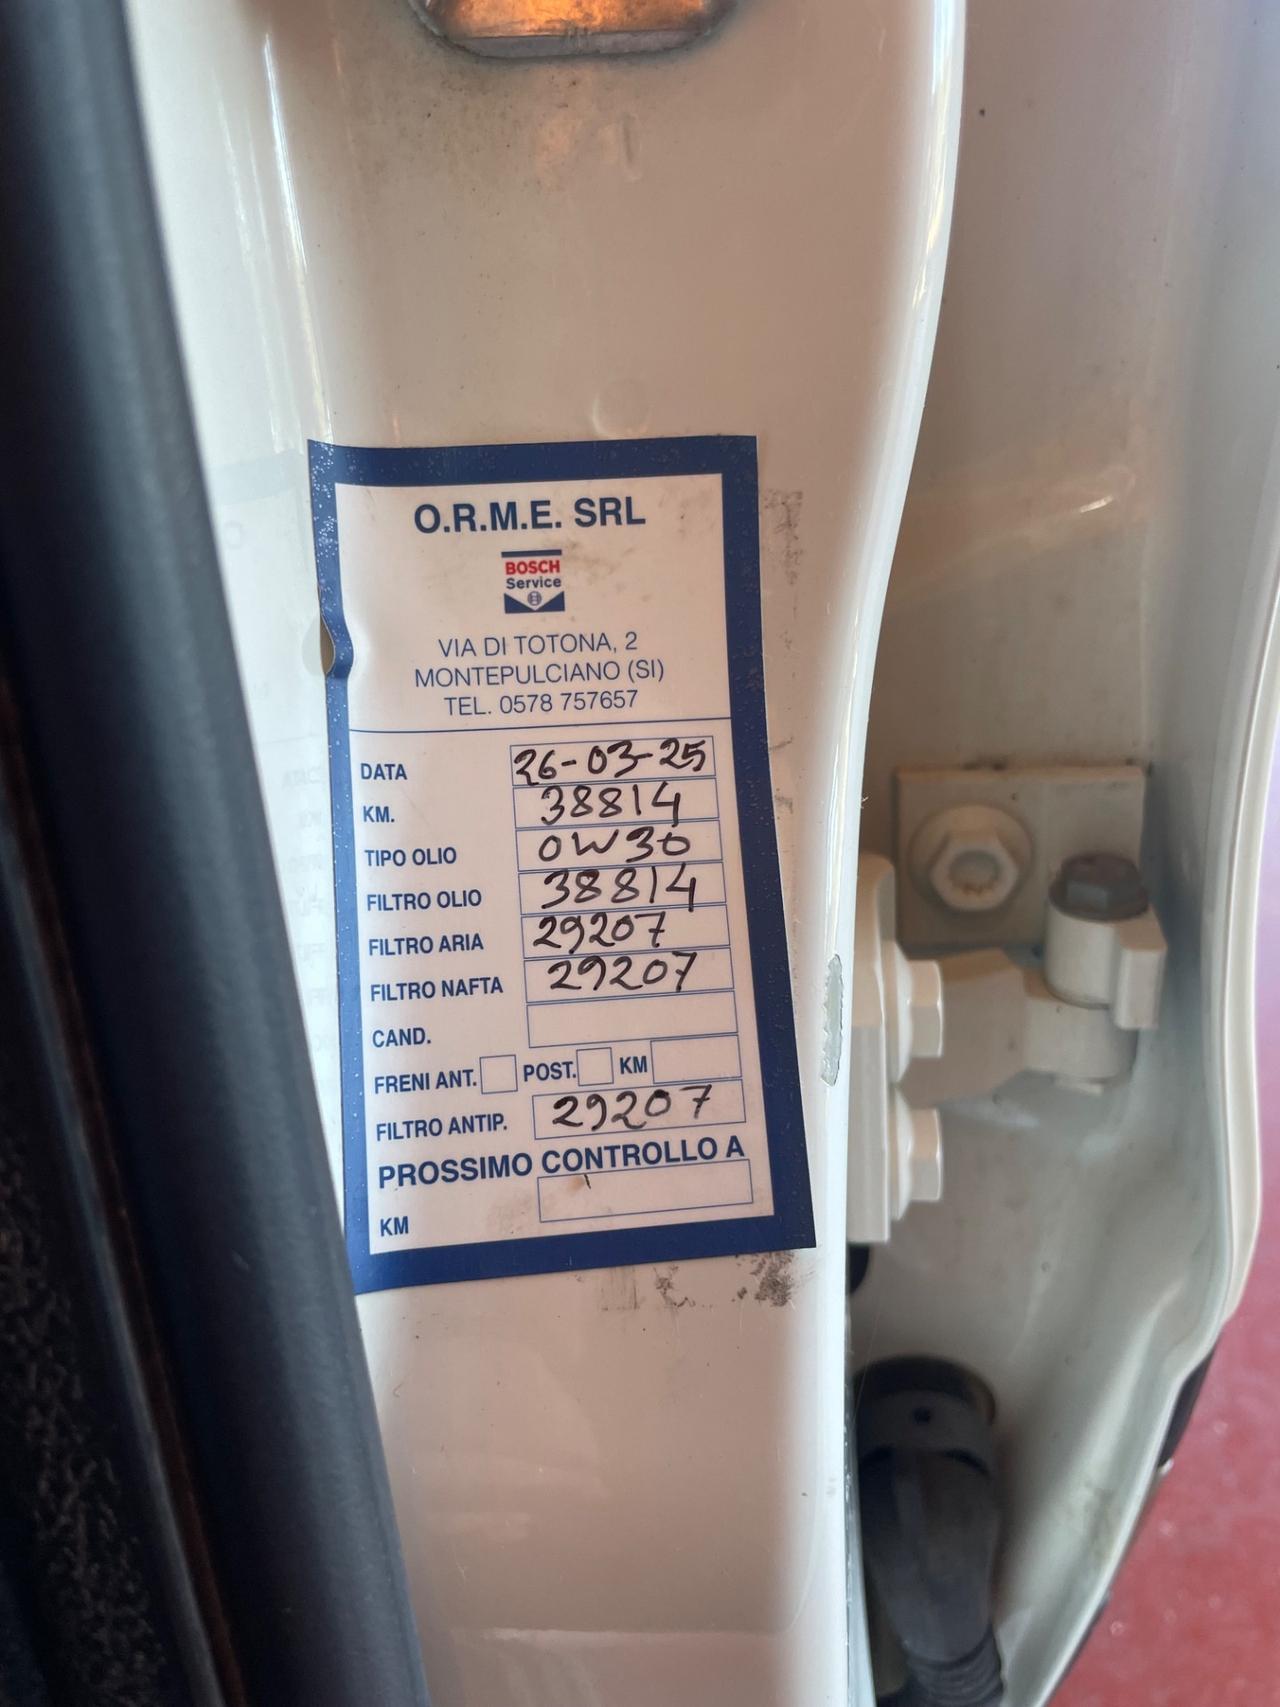 O.R.M.E. SRL
BOSCH
Service
VIA DI TOTONA, 2
MONTEPULCIANO (SI)
TEL. 0578 757657
DATA 26-03-25
KM. 38814
TIPO OLIO 0W30
FILTRO OLIO 38814
FILTRO ARIA 29207
FILTRO NAFTA 29207
CAND.
FRENI ANT. POST. KM
FILTRO ANTIP. 29207
PROSSIMO CONTROLLO A
KM